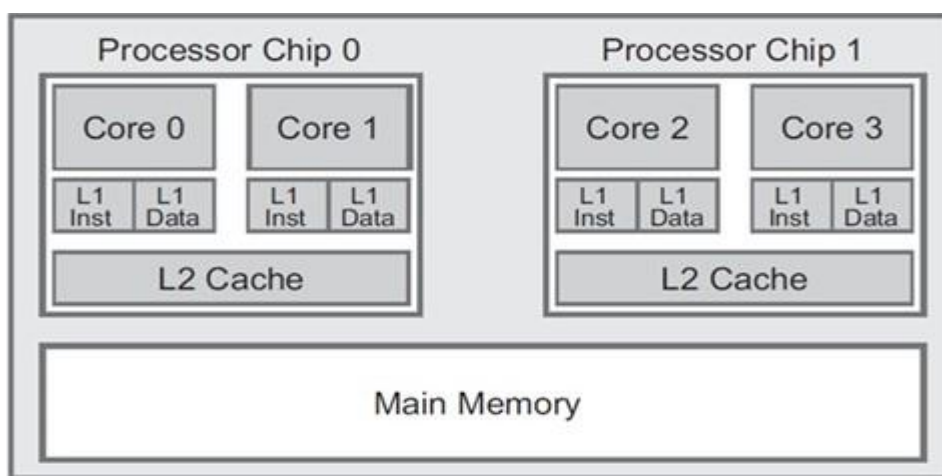 Processor Chip 0
Processor Chip 1
Core 0
Core 1
Core 2
Core 3
L1
Inst
L1
Data
L1
Inst
L1
Data
L1
Inst
L1
Data
L1
Inst
L1
Data
L2 Cache
L2 Cache
Main Memory